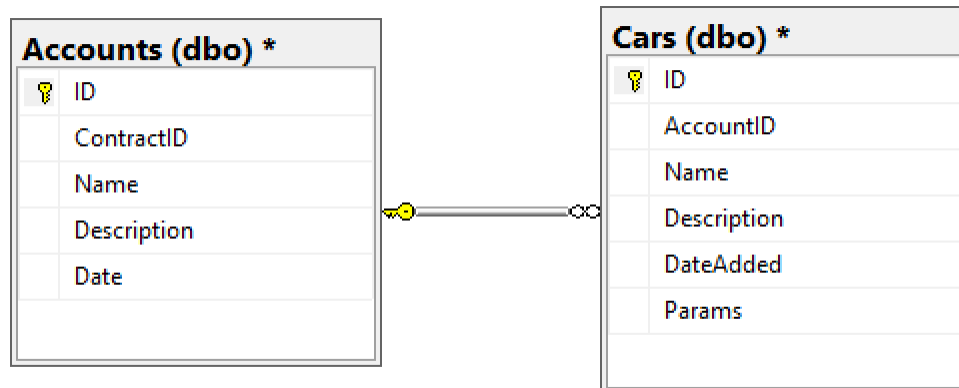 Accounts (dbo) *
ID
ContractID
Name
Description
Date
Cars (dbo) *
ID
AccountID
Name
Description
DateAdded
Params